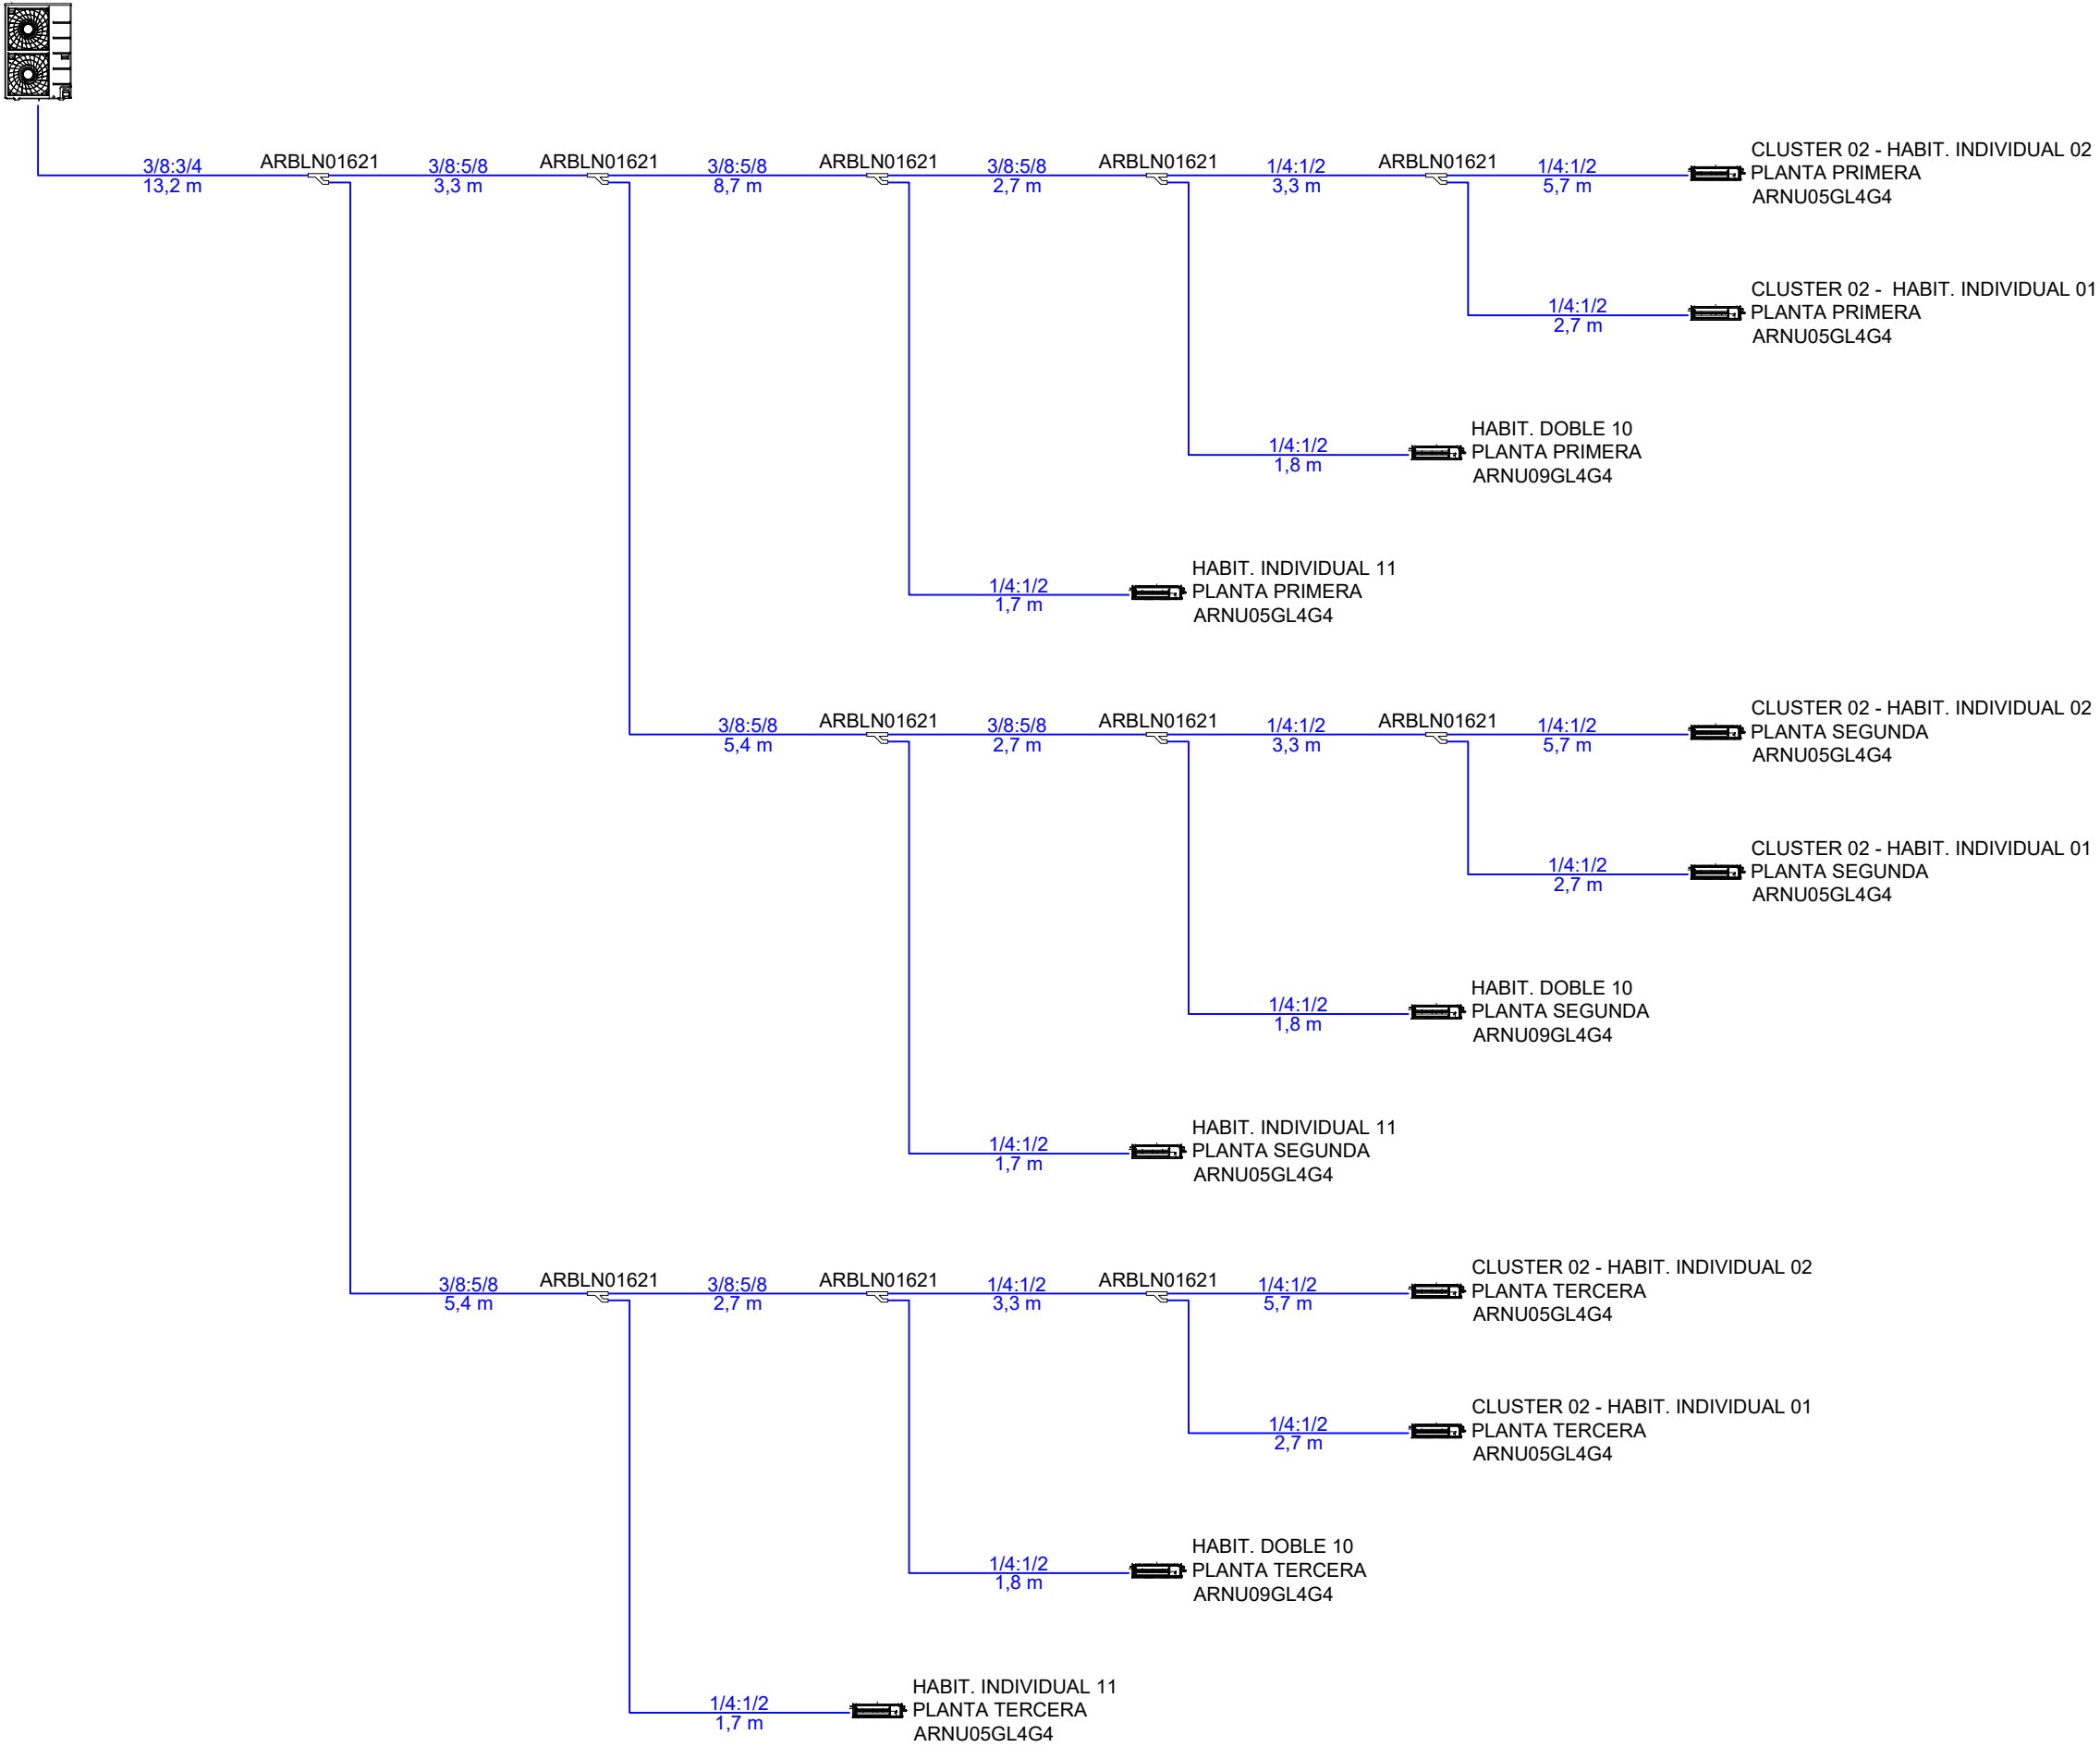 3/8:3/4
13,2 m
ARBLN01621
3/8:5/8
3,3 m
ARBLN01621
3/8:5/8
8,7 m
ARBLN01621
3/8:5/8
2,7 m
ARBLN01621
1/4:1/2
3,3 m
ARBLN01621
1/4:1/2
5,7 m
CLUSTER 02 - HABIT. INDIVIDUAL 02
PLANTA PRIMERA
ARNU05GL4G4
1/4:1/2
2,7 m
CLUSTER 02 -  HABIT. INDIVIDUAL 01
PLANTA PRIMERA
ARNU05GL4G4
1/4:1/2
1,8 m
HABIT. DOBLE 10
PLANTA PRIMERA
ARNU09GL4G4
1/4:1/2
1,7 m
HABIT. INDIVIDUAL 11
PLANTA PRIMERA
ARNU05GL4G4
3/8:5/8
5,4 m
ARBLN01621
3/8:5/8
2,7 m
ARBLN01621
1/4:1/2
3,3 m
ARBLN01621
1/4:1/2
5,7 m
CLUSTER 02 - HABIT. INDIVIDUAL 02
PLANTA SEGUNDA
ARNU05GL4G4
1/4:1/2
2,7 m
CLUSTER 02 - HABIT. INDIVIDUAL 01
PLANTA SEGUNDA
ARNU05GL4G4
1/4:1/2
1,8 m
HABIT. DOBLE 10
PLANTA SEGUNDA
ARNU09GL4G4
1/4:1/2
1,7 m
HABIT. INDIVIDUAL 11
PLANTA SEGUNDA
ARNU05GL4G4
3/8:5/8
5,4 m
ARBLN01621
3/8:5/8
2,7 m
ARBLN01621
1/4:1/2
3,3 m
ARBLN01621
1/4:1/2
5,7 m
CLUSTER 02 - HABIT. INDIVIDUAL 02
PLANTA TERCERA
ARNU05GL4G4
1/4:1/2
2,7 m
CLUSTER 02 - HABIT. INDIVIDUAL 01
PLANTA TERCERA
ARNU05GL4G4
1/4:1/2
1,8 m
HABIT. DOBLE 10
PLANTA TERCERA
ARNU09GL4G4
1/4:1/2
1,7 m
HABIT. INDIVIDUAL 11
PLANTA TERCERA
ARNU05GL4G4